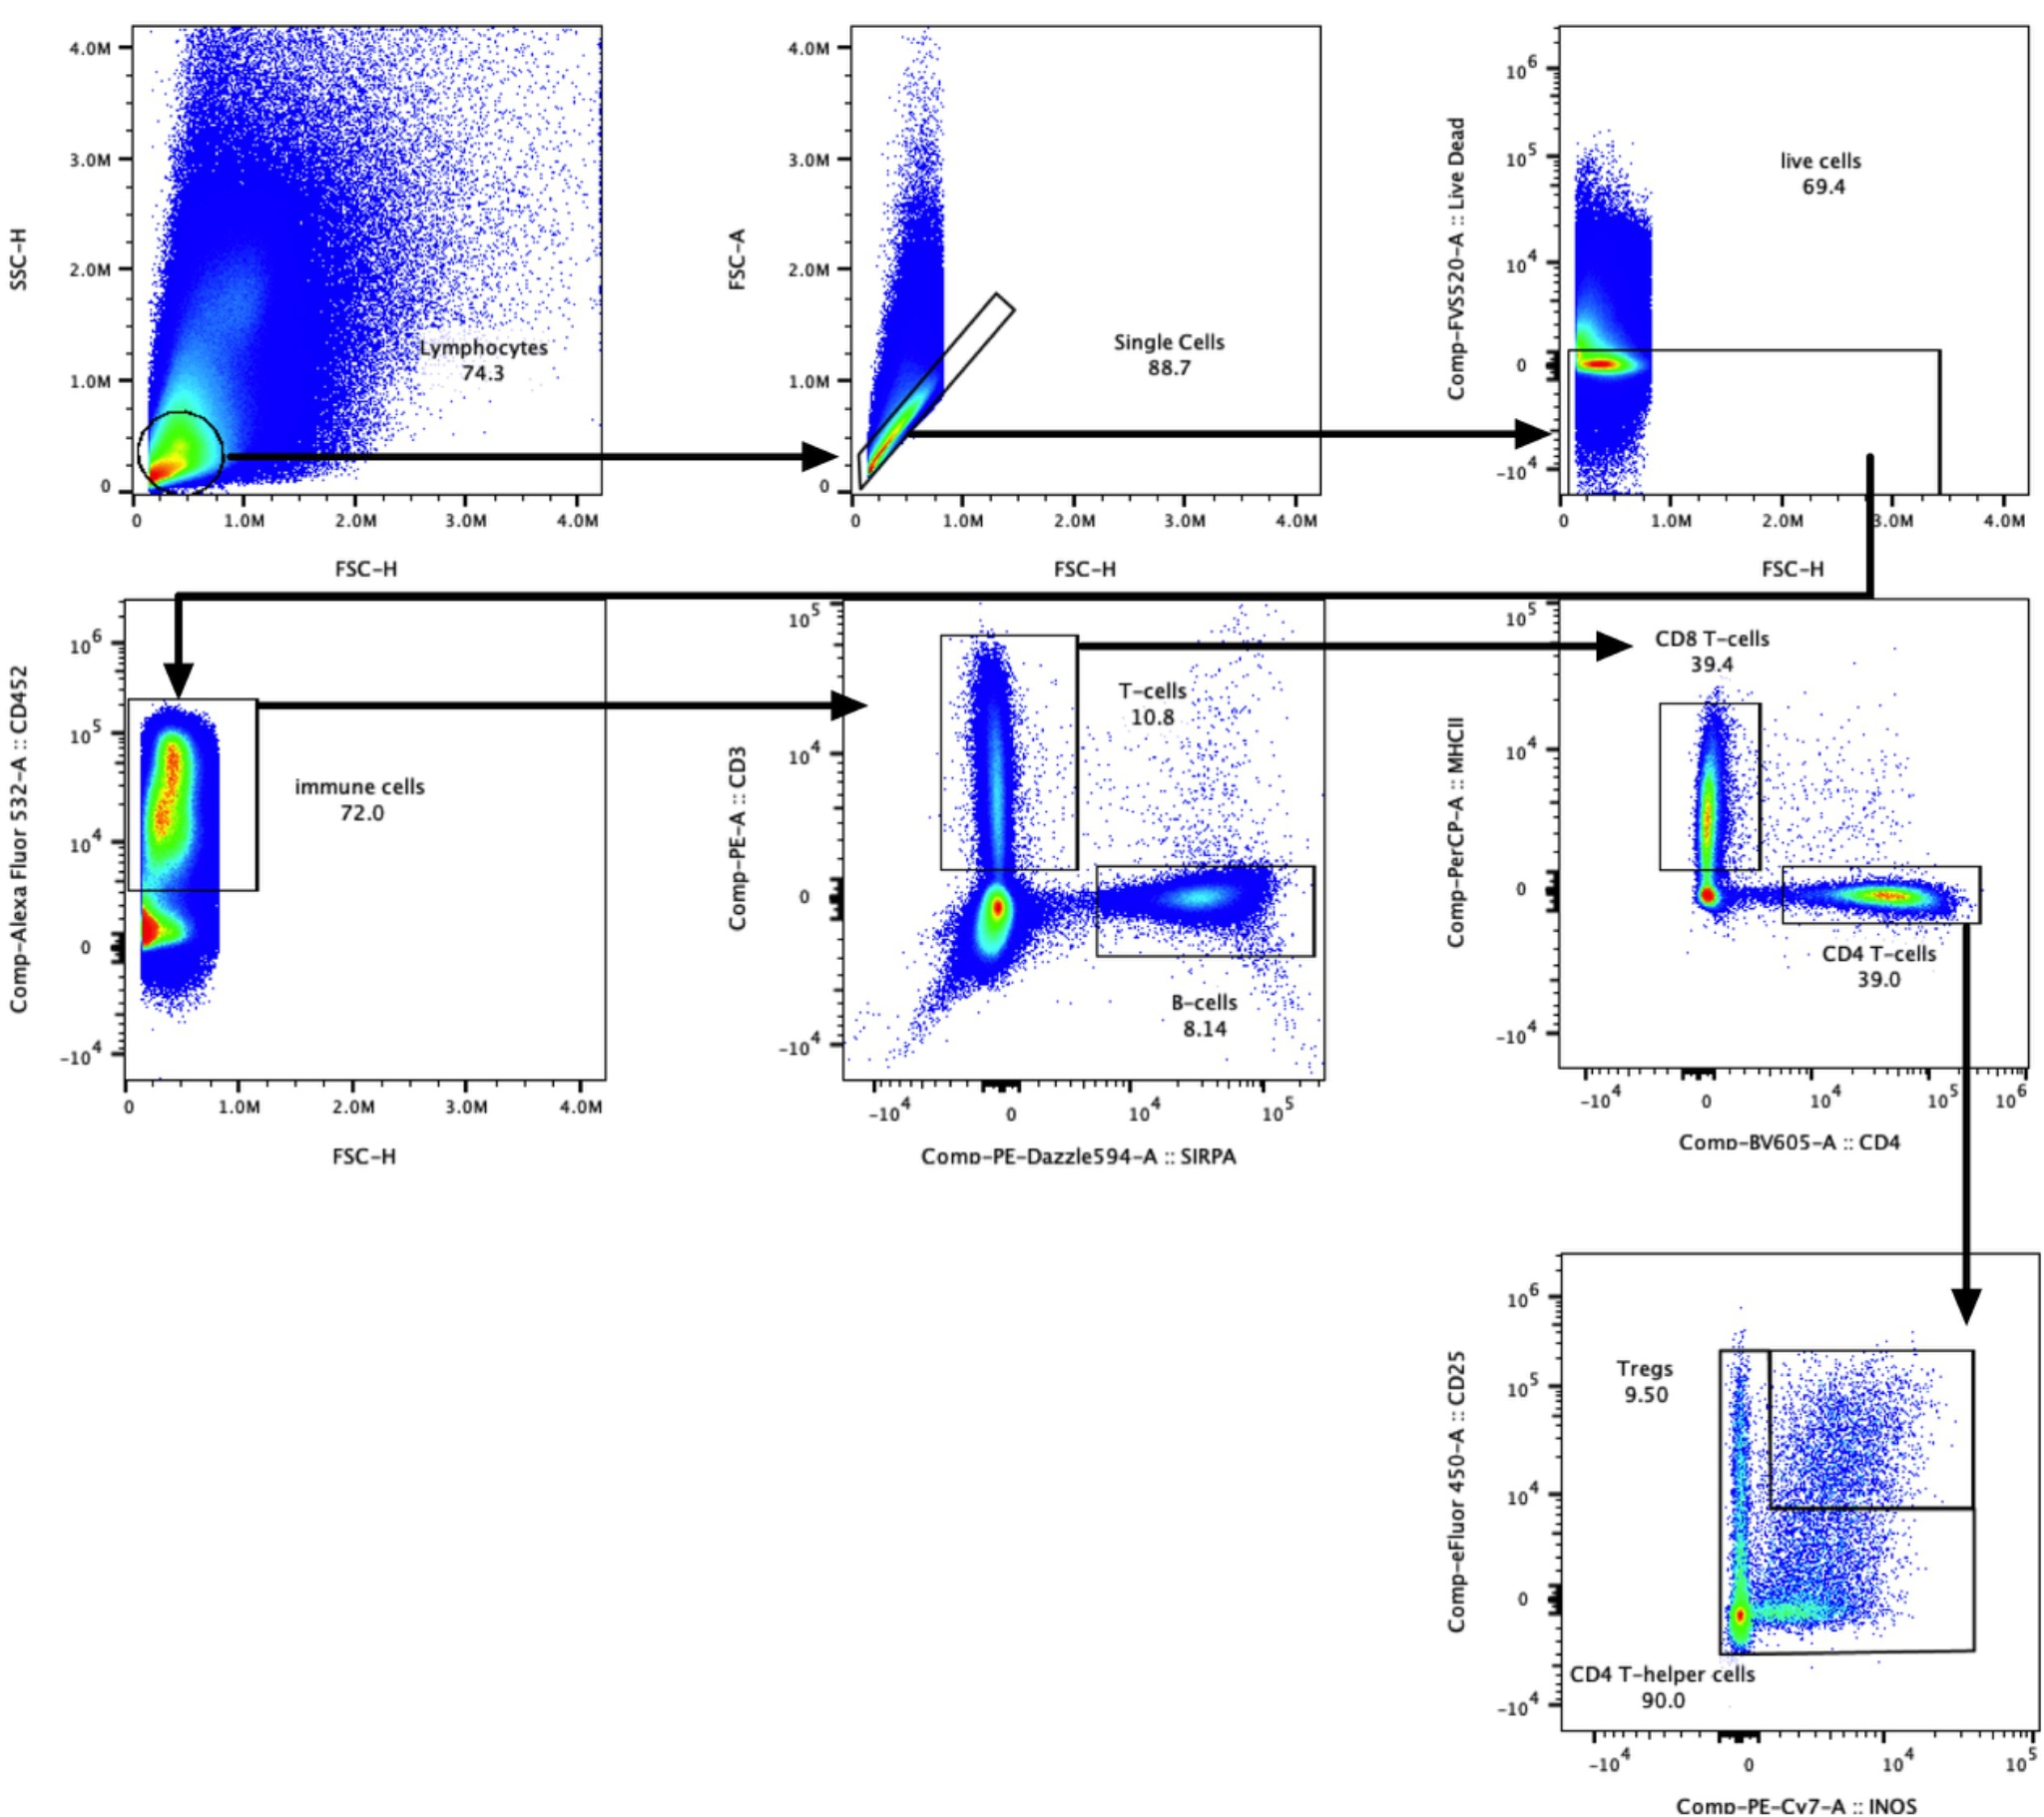 4.0M
3.0M
2.0M
1.0M
0
SSC-H
Lymphocytes
74.3
0 1.0M 2.0M 3.0M 4.0M
FSC-H
4.0M
3.0M
2.0M
1.0M
0
FSC-A
Single Cells
88.7
0 1.0M 2.0M 3.0M 4.0M
FSC-H
10^6
10^5
10^4
0
-10^4
Comp-FVS520-A :: Live Dead
live cells
69.4
0 1.0M 2.0M 3.0M 4.0M
FSC-H
10^6
10^5
10^4
0
-10^4
Comp-Alexa Fluor 532-A :: CD452
immune cells
72.0
0 1.0M 2.0M 3.0M 4.0M
FSC-H
10^5
10^4
0
-10^4
Comp-PE-A :: CD3
T-cells
10.8
B-cells
8.14
-10^4 0 10^4 10^5
Comp-PE-Dazzle594-A :: SIRPA
10^5
10^4
0
-10^4
Comp-PerCP-A :: MHCII
CD8 T-cells
39.4
CD4 T-cells
39.0
-10^4 0 10^4 10^5 10^6
Comp-BV605-A :: CD4
10^6
10^5
10^4
0
-10^4
Comp-eFluor 450-A :: CD25
Tregs
9.50
CD4 T-helper cells
90.0
-10^4 0 10^4 10^5
Comp-PE-Cy7-A :: INOS